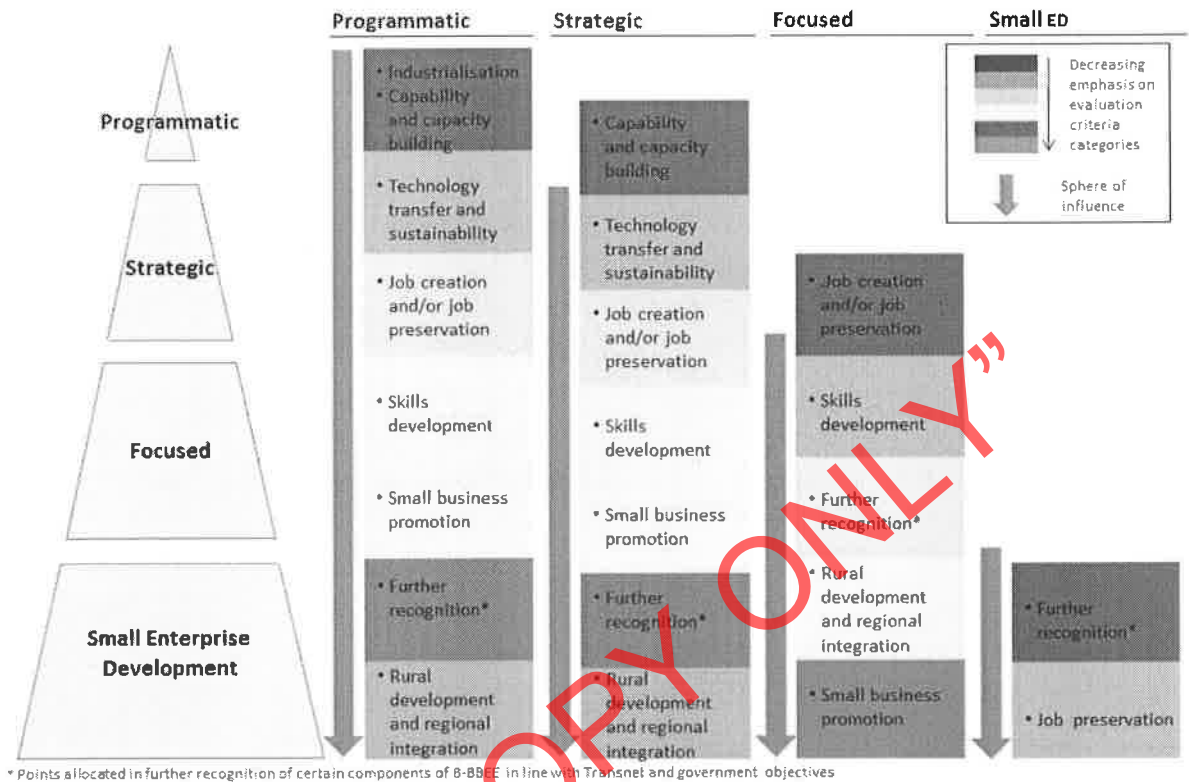 Programmatic
Strategic
Focused
Small ED
Programmatic
Strategic
Focused
Small Enterprise
Development
• Industrialisation
• Capability
and capacity
building
• Technology
transfer and
sustainability
• Job creation
and/or job
preservation
• Skills
development
• Small business
promotion
• Further
recognition*
• Rural
development
and regional
integration
• Capability
and capacity
building
• Technology
transfer and
sustainability
• Job creation
and/or job
preservation
• Skills
development
• Small business
promotion
• Further
recognition*
• Rural
development
and regional
integration
• Job creation
and/or job
preservation
• Skills
development
• Further
recognition*
• Rural
development
and regional
integration
• Small business
promotion
• Further
recognition*
• Job preservation
Decreasing
emphasis on
evaluation
criteria
categories
Sphere of
influence
OPY ONLY”
* Points allocated in further recognition of certain components of B-BBEE in line with Transnet and government objectives